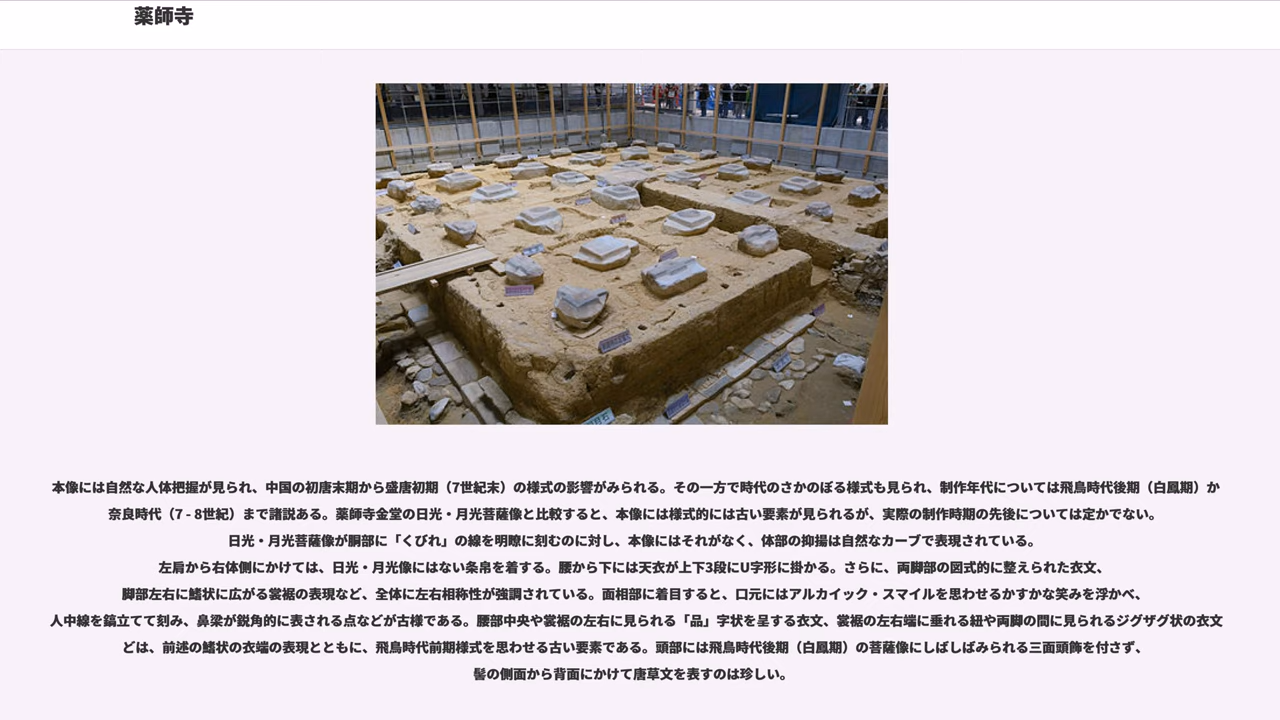 薬師寺
本像には自然な人体把握が見られ、中国の初唐末期から盛唐初期（7世紀末）の様式の影響がみられる。その一方で時代のさかのぼる様式も見られ、制作年代については飛鳥時代後期（白鳳期）か
奈良時代（7 - 8世紀）まで諸説ある。薬師寺金堂の日光・月光菩薩像と比較すると、本像には様式的には古い要素が見られるが、実際の制作時期の先後については定かでない。
日光・月光菩薩像が胴部に「くびれ」の線を明瞭に刻むのに対し、本像にはそれがなく、体部の抑揚は自然なカーブで表現されている。
左肩から右体側にかけては、日光・月光像にはない条帛を着する。腰から下には天衣が上下3段にU字形に掛かる。さらに、両脚部の図式的に整えられた衣文、
脚部左右に鰭状に広がる裳裾の表現など、全体に左右相称性が強調されている。面相部に着目すると、口元にはアルカイック・スマイルを思わせるかすかな笑みを浮かべ、
人中線を鎬立てて刻み、鼻梁が鋭角的に表される点などが古様である。腰部中央や裳裾の左右に見られる「品」字状を呈する衣文、裳裾の左右端に垂れる紐や両脚の間に見られるジグザグ状の衣文
どは、前述の鰭状の衣端の表現とともに、飛鳥時代前期様式を思わせる古い要素である。頭部には飛鳥時代後期（白鳳期）の菩薩像にしばしばみられる三面頭飾を付さず、
髻の側面から背面にかけて唐草文を表すのは珍しい。